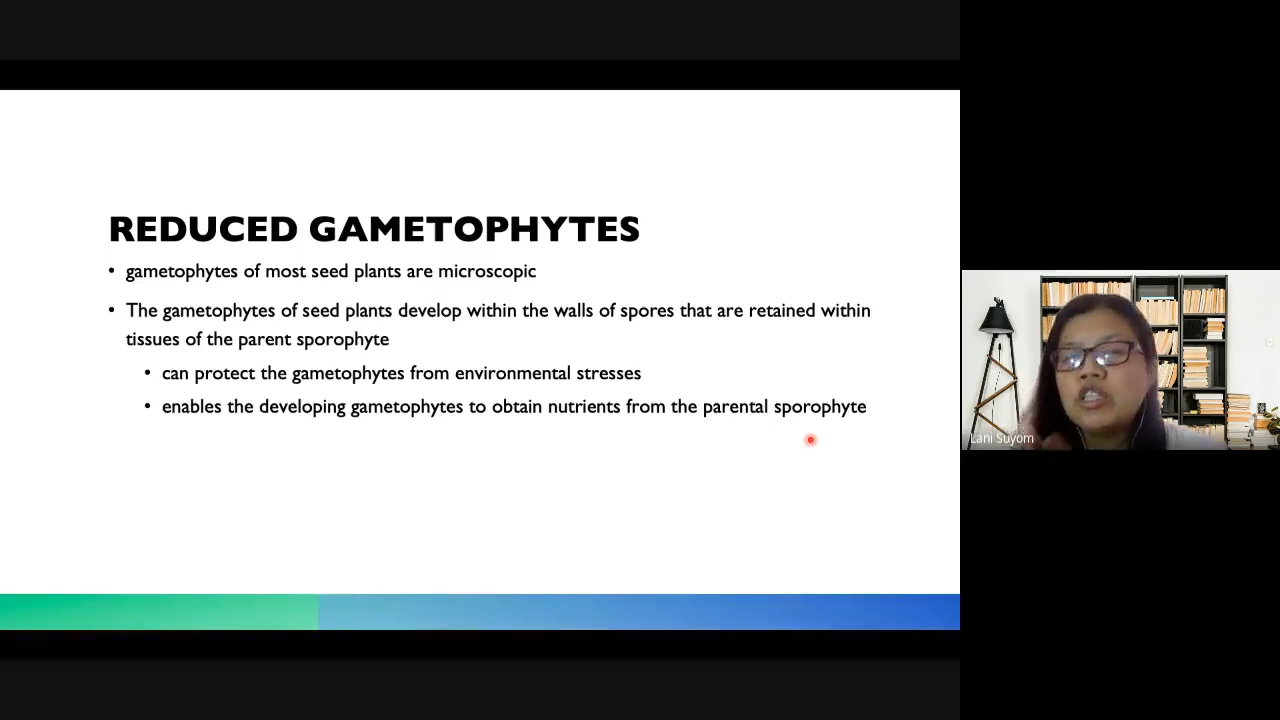 REDUCED GAMETOPHYTES
• gametophytes of most seed plants are microscopic
• The gametophytes of seed plants develop within the walls of spores that are retained within
tissues of the parent sporophyte
• can protect the gametophytes from environmental stresses
• enables the developing gametophytes to obtain nutrients from the parental sporophyte
Lani Suyom